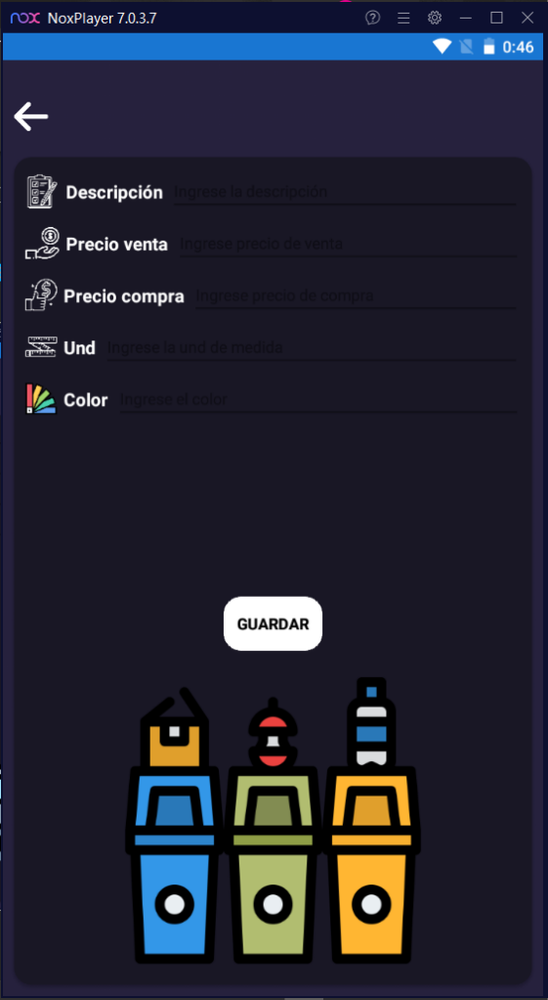 nox NoxPlayer 7.0.3.7
0:46
Descripción Ingrese la descripción
Precio venta Ingrese precio de venta
Precio compra Ingrese precio de compra
Und Ingrese la und de medida
Color Ingrese el color
GUARDAR